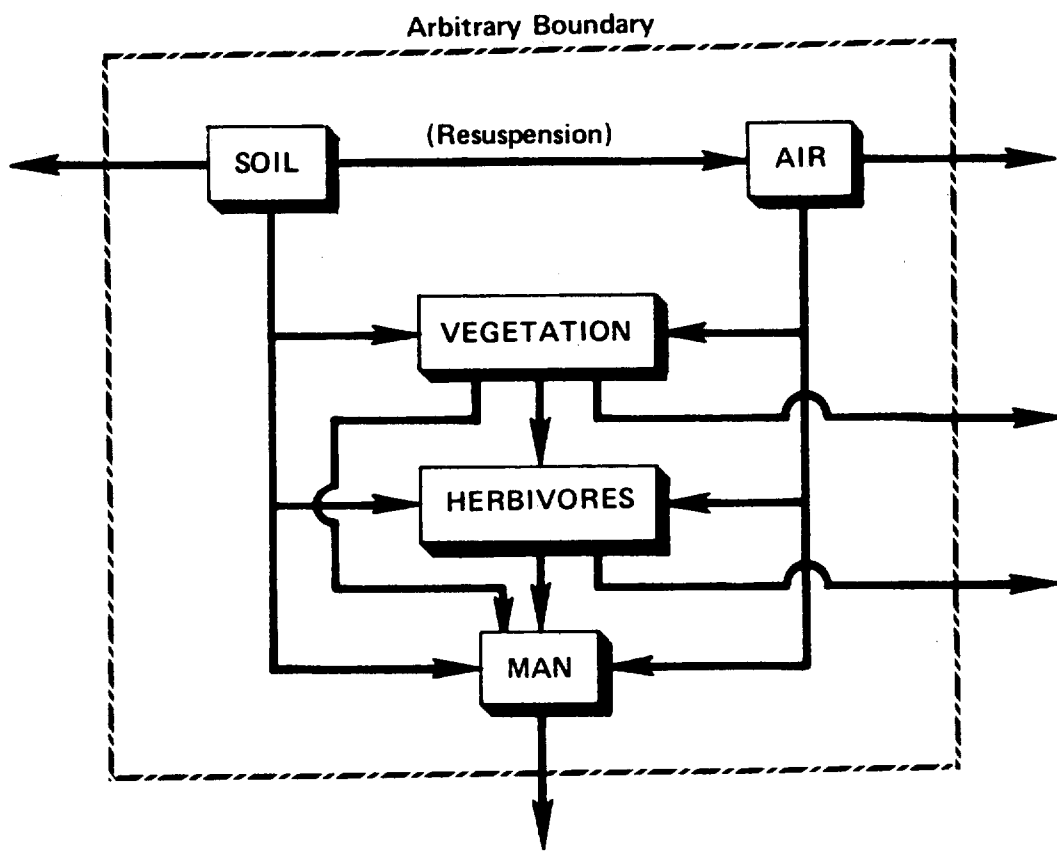 Arbitrary Boundary
(Resuspension)
SOIL
AIR
VEGETATION
HERBIVORES
MAN